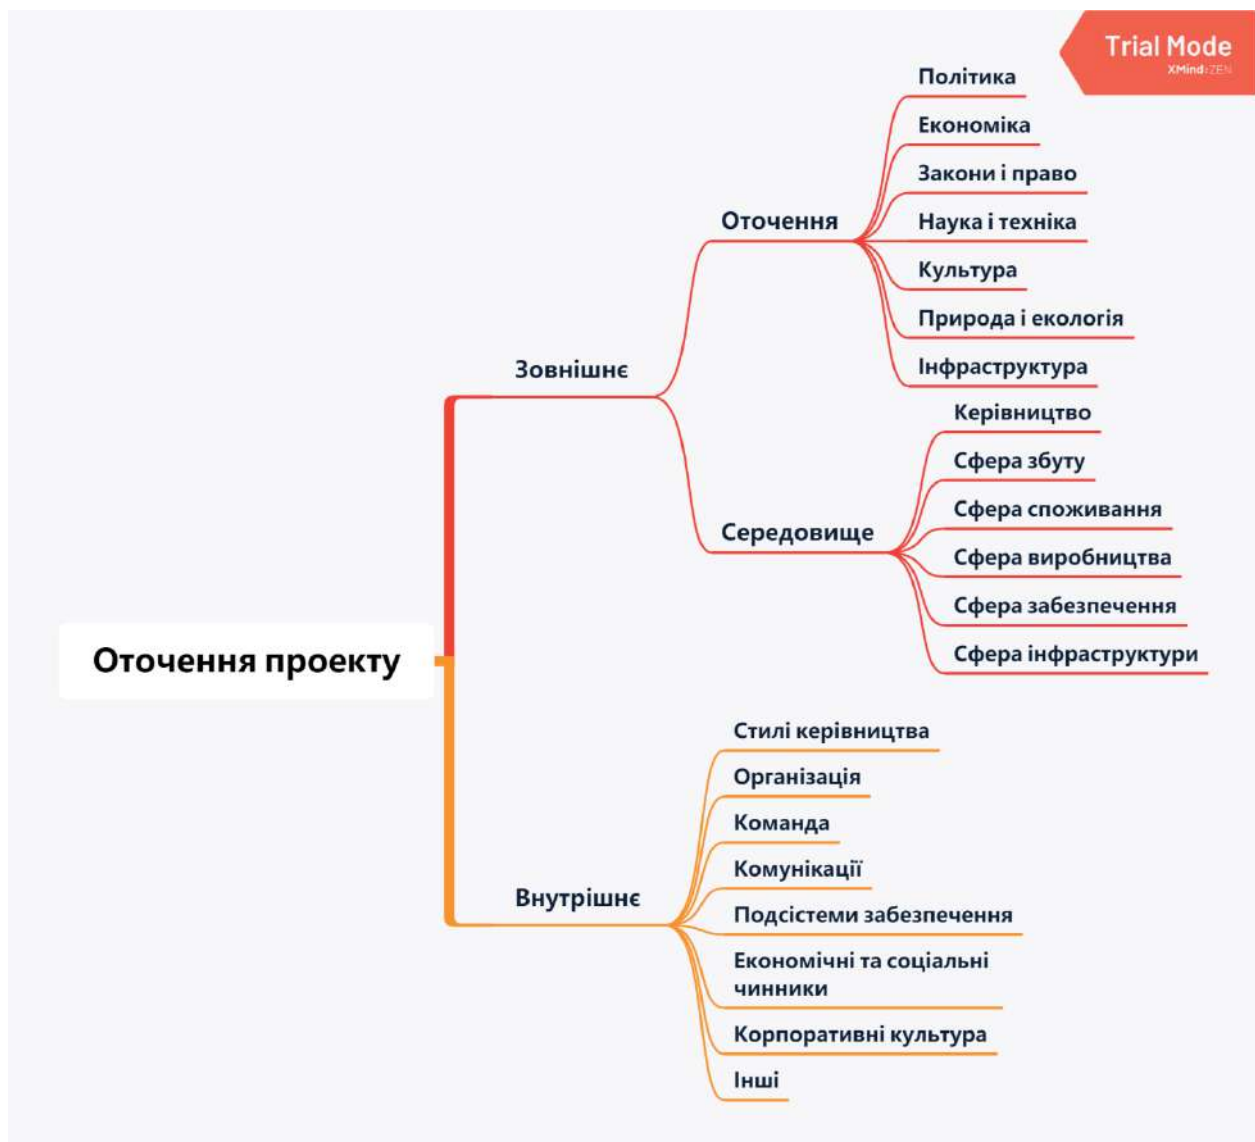 Trial Mode
XMind:ZEN
Політика
Економіка
Закони і право
Оточення
Наука і техніка
Культура
Природа і екологія
Зовнішнє
Інфраструктура
Керівництво
Сфера збуту
Сфера споживання
Середовище
Сфера виробництва
Сфера забезпечення
Сфера інфраструктури
Оточення проекту
Стилі керівництва
Організація
Команда
Комунікації
Внутрішнє
Подсістеми забезпечення
Економічні та соціальні
чинники
Корпоративні культура
Інші